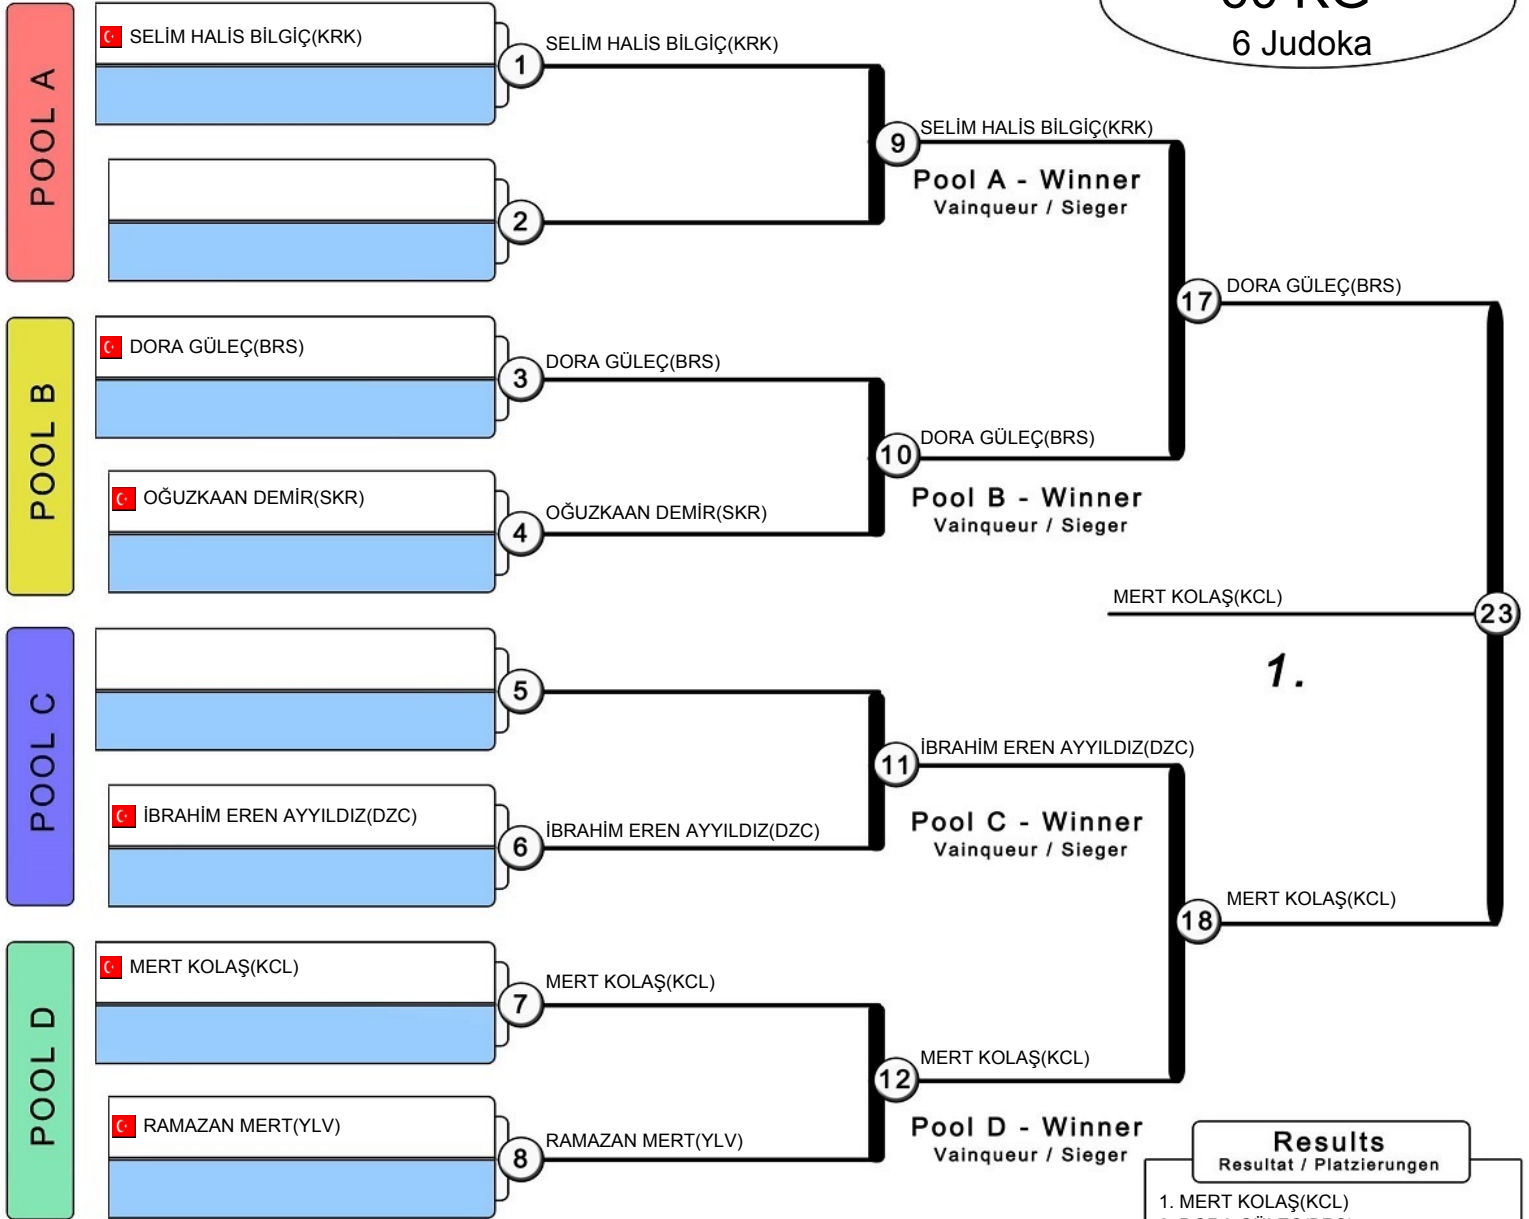 6 Judoka
POOL A
SELİM HALİS BİLGİÇ(KRK)
1
SELİM HALİS BİLGİÇ(KRK)
2
9
SELİM HALİS BİLGİÇ(KRK)
Pool A - Winner
Vainqueur / Sieger
POOL B
DORA GÜLEÇ(BRS)
3
DORA GÜLEÇ(BRS)
OĞUZKAAN DEMİR(SKR)
4
OĞUZKAAN DEMİR(SKR)
10
DORA GÜLEÇ(BRS)
Pool B - Winner
Vainqueur / Sieger
17
DORA GÜLEÇ(BRS)
MERT KOLAŞ(KCL)
23
1.
POOL C
5
İBRAHİM EREN AYYILDIZ(DZC)
6
İBRAHİM EREN AYYILDIZ(DZC)
11
İBRAHİM EREN AYYILDIZ(DZC)
Pool C - Winner
Vainqueur / Sieger
18
MERT KOLAŞ(KCL)
POOL D
MERT KOLAŞ(KCL)
7
MERT KOLAŞ(KCL)
RAMAZAN MERT(YLV)
8
RAMAZAN MERT(YLV)
12
MERT KOLAŞ(KCL)
Pool D - Winner
Vainqueur / Sieger
Results
Resultat / Platzierungen
1. MERT KOLAŞ(KCL)